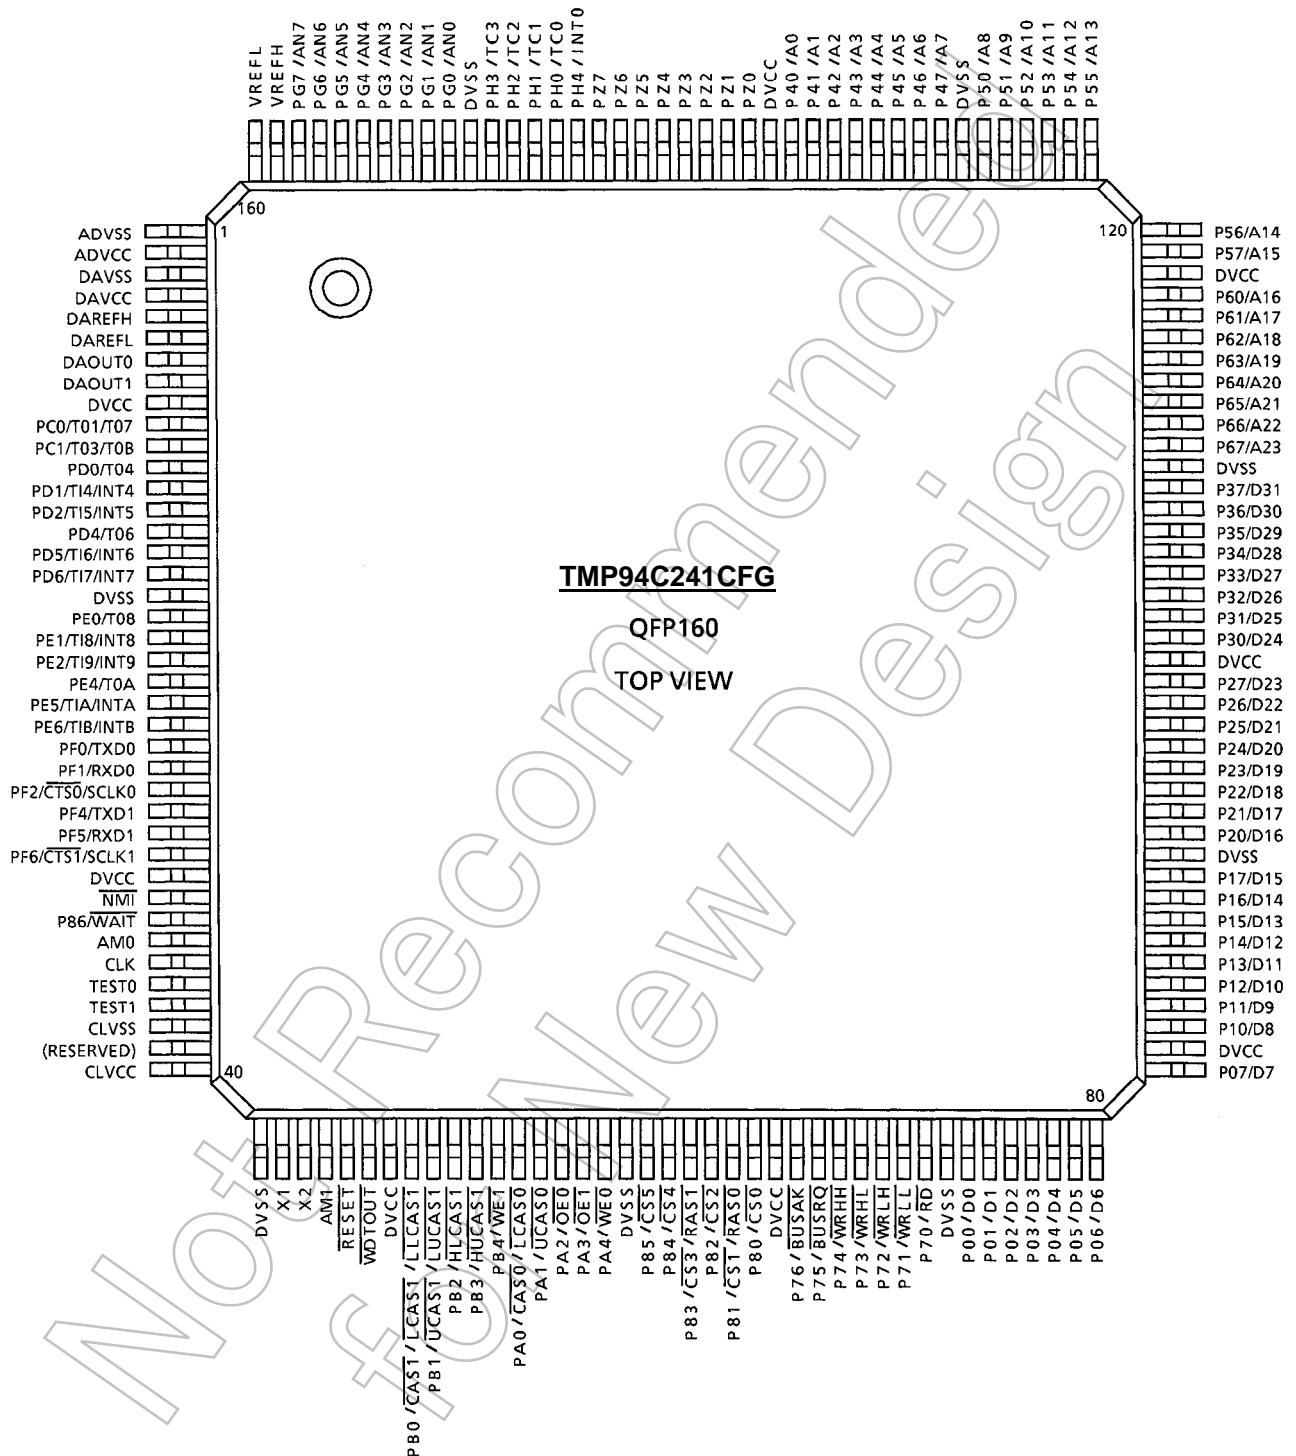 VREFL
VREFH
PG7/AN7
PG6/AN6
PG5/AN5
PG4/AN4
PG3/AN3
PG2/AN2
PG1/AN1
PG0/AN0
DVSS
PH3/TC3
PH2/TC2
PH1/TC1
PH0/TC0
PH4/INT0
PZ7
PZ6
PZ5
PZ4
PZ3
PZ2
PZ1
PZ0
DVCC
P40/A0
P41/A1
P42/A2
P43/A3
P44/A4
P45/A5
P46/A6
P47/A7
DVSS
P50/A8
P51/A9
P52/A10
P53/A11
P54/A12
P55/A13
160
1
120
ADVSS
ADVCC
DAVSS
DAVCC
DAREFH
DAREFL
DAOUT0
DAOUT1
DVCC
PC0/T01/T07
PC1/T03/T0B
PD0/T04
PD1/TI4/INT4
PD2/TI5/INT5
PD4/T06
PD5/TI6/INT6
PD6/TI7/INT7
DVSS
PE0/T08
PE1/TI8/INT8
PE2/TI9/INT9
PE4/T0A
PE5/TIA/INTA
PE6/TIB/INTB
PF0/TXD0
PF1/RXD0
PF2/CTS0/SCLK0
PF4/TXD1
PF5/RXD1
PF6/CTS1/SCLK1
DVCC
NMI
P86/WAIT
AM0
CLK
TEST0
TEST1
CLVSS
(RESERVED)
CLVCC
TMP94C241CFG
QFP160
TOP VIEW
P56/A14
P57/A15
DVCC
P60/A16
P61/A17
P62/A18
P63/A19
P64/A20
P65/A21
P66/A22
P67/A23
DVSS
P37/D31
P36/D30
P35/D29
P34/D28
P33/D27
P32/D26
P31/D25
P30/D24
DVCC
P27/D23
P26/D22
P25/D21
P24/D20
P23/D19
P22/D18
P21/D17
P20/D16
DVSS
P17/D15
P16/D14
P15/D13
P14/D12
P13/D11
P12/D10
P11/D9
P10/D8
DVCC
P07/D7
40
80
DVSS
X1
X2
AM1
RESET
WDTOUT
DVCC
PB0/CAS1/LCAS1/LLCAS1
PB1/UCAS1/LUCAS1
PB2/HLCAS1
PB3/HUCAS1
PB4/WE1
PA0/CAS0/LCAS0
PA1/UCAS0
PA2/OE0
PA3/OE1
PA4/WE0
DVSS
P85/CS5
P84/CS4
P83/CS3/RAS1
P82/CS2
P81/CS1/RAS0
P80/CS0
DVCC
P76/BUSAK
P75/BUSRQ
P74/WRHH
P73/WRHL
P72/WRLH
P71/WRLL
P70/RD
DVSS
P00/D0
P01/D1
P02/D2
P03/D3
P04/D4
P05/D5
P06/D6
Not Recommended
for New Design